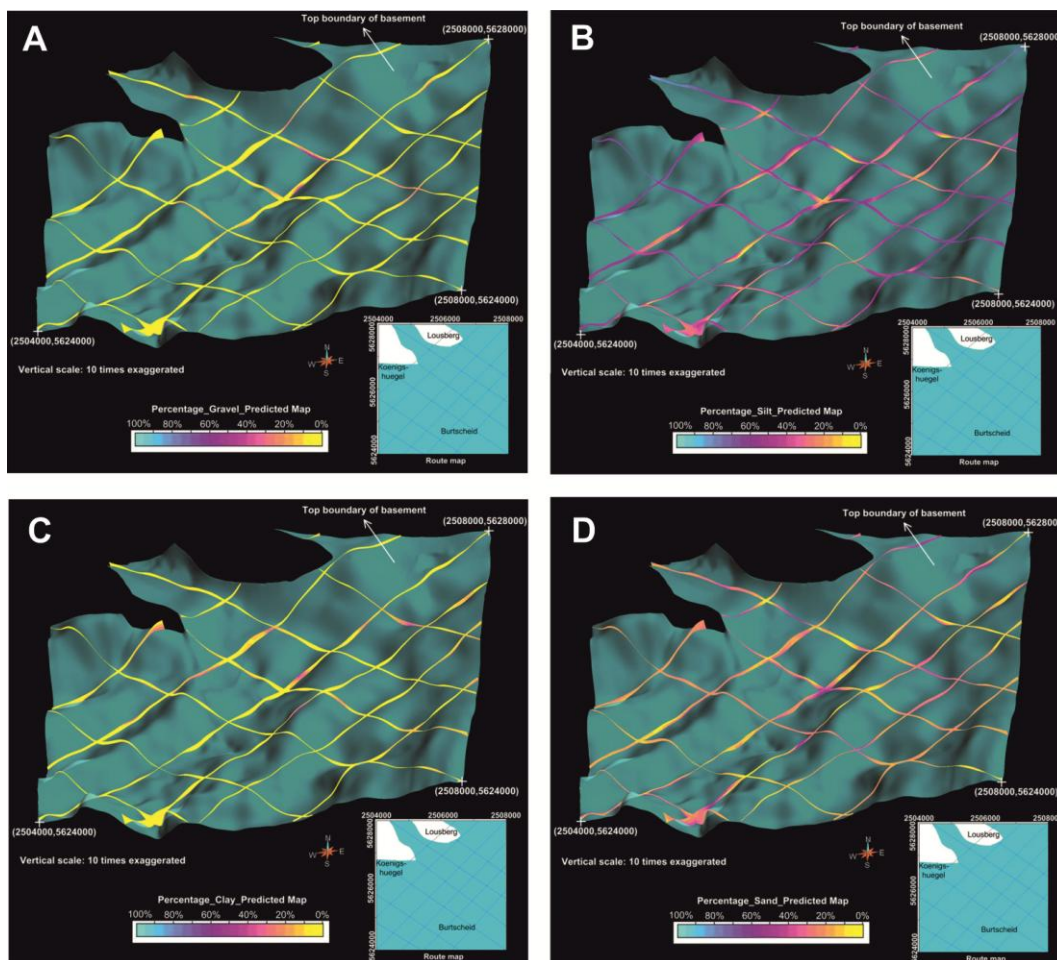 A
Top boundary of basement
(2508000,5628000)
(2508000,5624000)
(2504000,5624000)
N
W E
S
Vertical scale: 10 times exaggerated
Percentage_Gravel_Predicted Map
100% 80% 60% 40% 20% 0%
2504000 2506000 2508000
5628000
5626000
5624000
Lousberg
Koenigs-
huegel
Burtscheid
Route map
B
Top boundary of basement
(2508000,5628000)
(2508000,5624000)
(2504000,5624000)
N
W E
S
Vertical scale: 10 times exaggerated
Percentage_Silt_Predicted Map
100% 80% 60% 40% 20% 0%
2504000 2506000 2508000
5628000
5626000
5624000
Lousberg
Koenigs-
huegel
Burtscheid
Route map
C
Top boundary of basement
(2508000,5628000)
(2508000,5624000)
(2504000,5624000)
N
W E
S
Vertical scale: 10 times exaggerated
Percentage_Clay_Predicted Map
100% 80% 60% 40% 20% 0%
2504000 2506000 2508000
5628000
5626000
5624000
Lousberg
Koenigs-
huegel
Burtscheid
Route map
D
Top boundary of basement
(2508000,5628000)
(2508000,5624000)
(2504000,5624000)
N
W E
S
Vertical scale: 10 times exaggerated
Percentage_Sand_Predicted Map
100% 80% 60% 40% 20% 0%
2504000 2506000 2508000
5628000
5626000
5624000
Lousberg
Koenigs-
huegel
Burtscheid
Route map